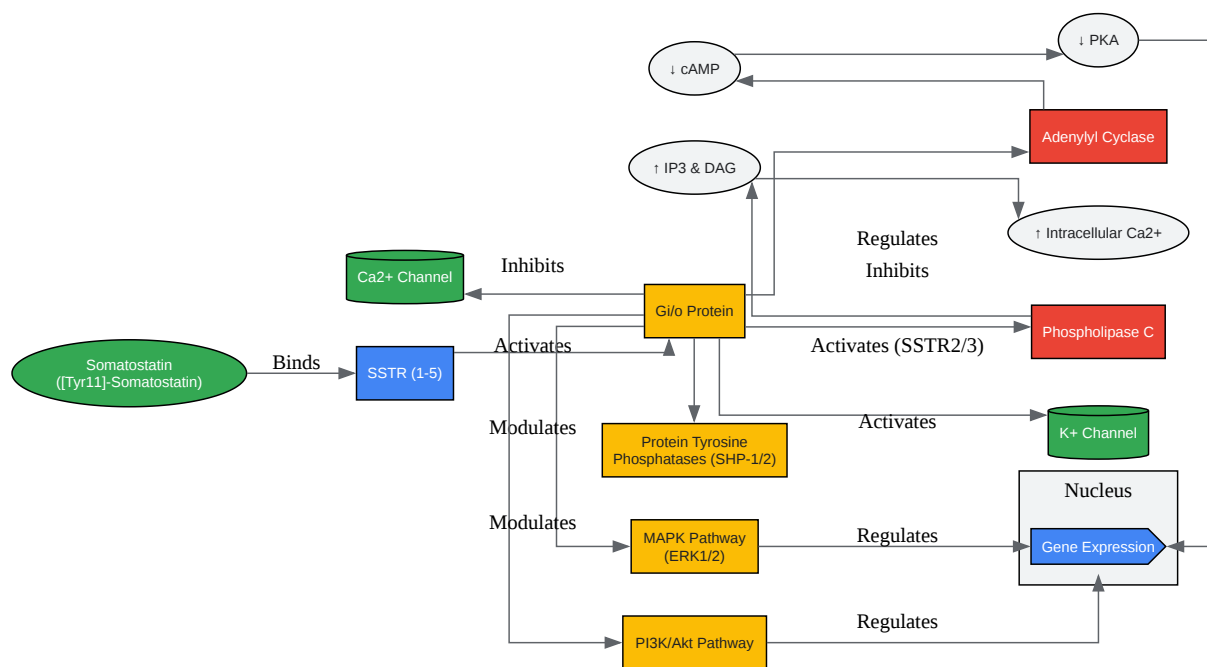 ↓ PKA
↓ cAMP
Adenylyl Cyclase
↑ IP3 & DAG
↑ Intracellular Ca2+
Regulates
Inhibits
Inhibits
Ca2+ Channel
Gi/o Protein
Phospholipase C
Activates
Activates (SSTR2/3)
Somatostatin
([Tyr11]-Somatostatin)
Binds
SSTR (1-5)
Activates
K+ Channel
Modulates
Protein Tyrosine
Phosphatases (SHP-1/2)
Nucleus
Modulates
MAPK Pathway
(ERK1/2)
Regulates
Gene Expression
Regulates
PI3K/Akt Pathway